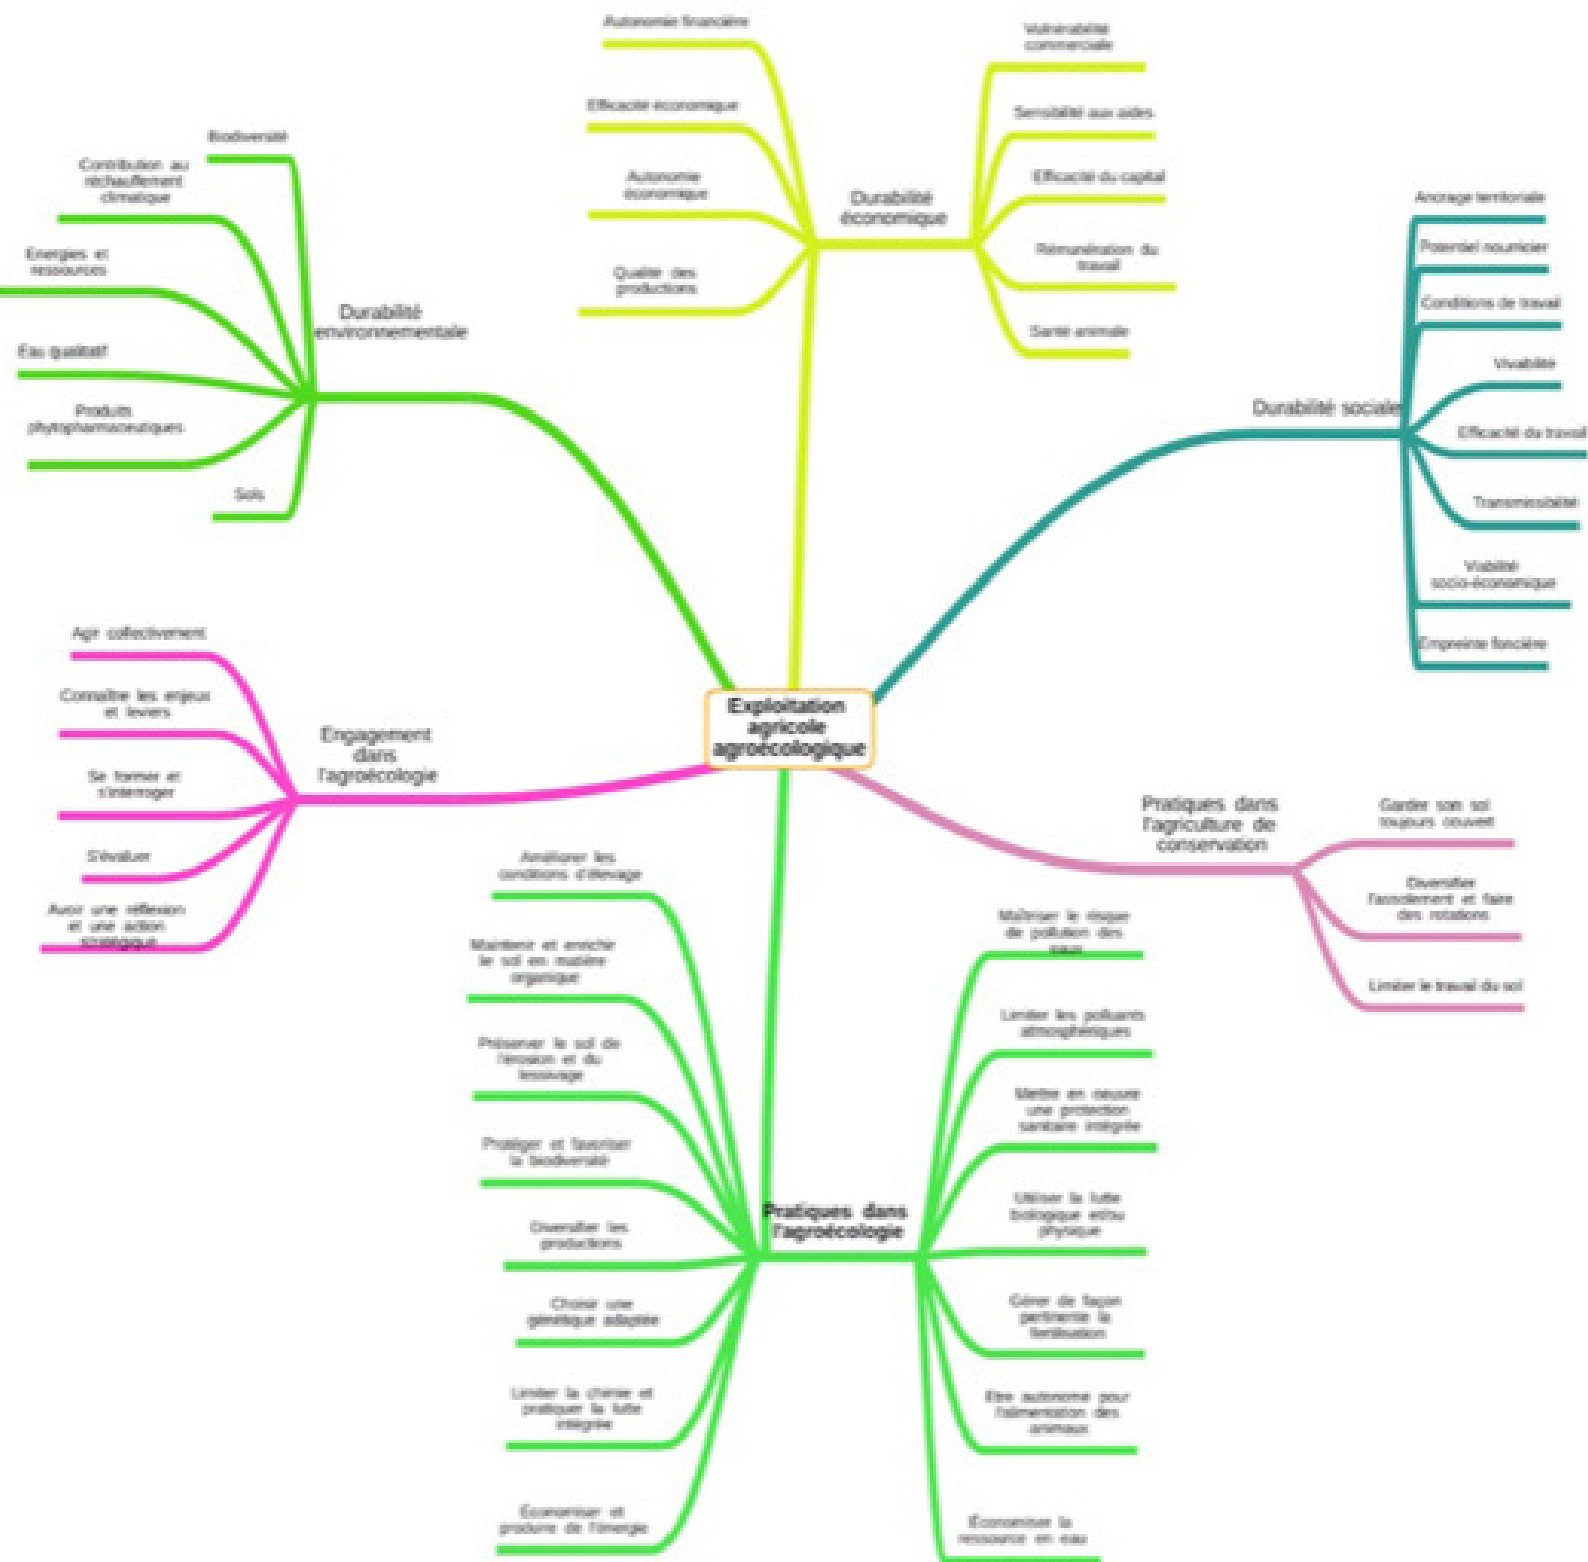 Autonomie financière
Efficacité économique
Autonomie
économique
Qualité des
productions
Durabilité
économique
Vulnérabilité
commerciale
Sensibilité aux aides
Efficacité du capital
Rémunération du
travail
Santé animale
Biodiversité
Contribution au
réchauffement
climatique
Energies et
ressources
Eau qualitatif
Produits
phytopharmaceutiques
Sols
Durabilité
environnementale
Durabilité sociale
Ancrage territoriale
Potentiel nourricier
Conditions de travail
Vivabilité
Efficacité du travail
Transmissibilité
Viabilité
socio-économique
Empreinte foncière
Exploitation
agricole
agroécologique
Agir collectivement
Connaître les enjeux
et leviers
Se former et
s'interroger
S'évaluer
Avoir une réflexion
et une action
stratégique
Engagement
dans
l'agroécologie
Pratiques dans
l'agriculture de
conservation
Garder son sol
toujours couvert
Diversifier
l'assolement et faire
des rotations
Limiter le travail du sol
Améliorer les
conditions d'élevage
Maintenir et enrichir
le sol en matière
organique
Préserver le sol de
l'érosion et du
lessivage
Protéger et favoriser
la biodiversité
Diversifier les
productions
Choisir une
génétique adaptée
Limiter la chimie et
pratiquer la lutte
intégrée
Economiser et
produire de l'énergie
Pratiques dans
l'agroécologie
Maîtriser le risque
de pollution des
eaux
Limiter les polluants
atmosphériques
Mettre en oeuvre
une protection
sanitaire intégrée
Utiliser la lutte
biologique et/ou
physique
Gérer de façon
pertinente la
fertilisation
Etre autonome pour
l'alimentation des
animaux
Économiser la
ressource en eau